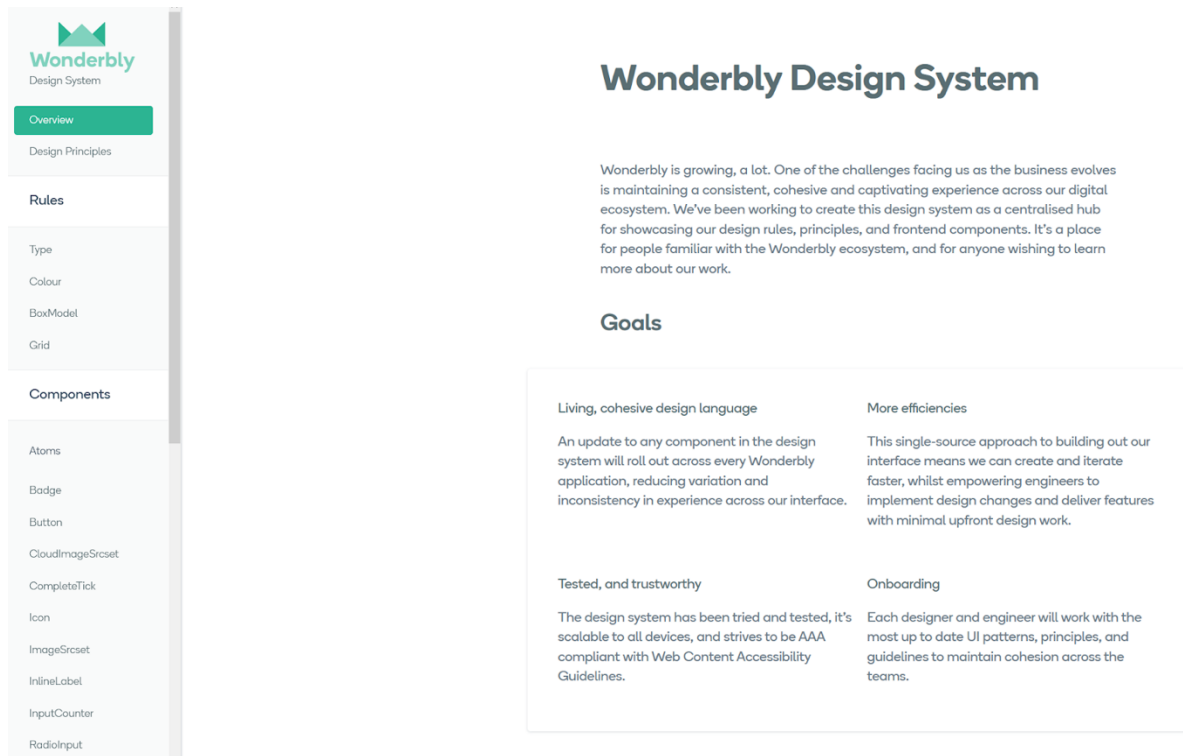 Wonderbly
Design System
Overview
Design Principles
Rules
Type
Colour
BoxModel
Grid
Components
Atoms
Badge
Button
CloudImageSrcset
CompleteTick
Icon
ImageSrcset
InlineLabel
InputCounter
RadioInput
Wonderbly Design System
Wonderbly is growing, a lot. One of the challenges facing us as the business evolves
is maintaining a consistent, cohesive and captivating experience across our digital
ecosystem. We've been working to create this design system as a centralised hub
for showcasing our design rules, principles, and frontend components. It's a place
for people familiar with the Wonderbly ecosystem, and for anyone wishing to learn
more about our work.
Goals
Living, cohesive design language
An update to any component in the design
system will roll out across every Wonderbly
application, reducing variation and
inconsistency in experience across our interface.
More efficiencies
This single-source approach to building out our
interface means we can create and iterate
faster, whilst empowering engineers to
implement design changes and deliver features
with minimal upfront design work.
Tested, and trustworthy
The design system has been tried and tested, it's
scalable to all devices, and strives to be AAA
compliant with Web Content Accessibility
Guidelines.
Onboarding
Each designer and engineer will work with the
most up to date UI patterns, principles, and
guidelines to maintain cohesion across the
teams.